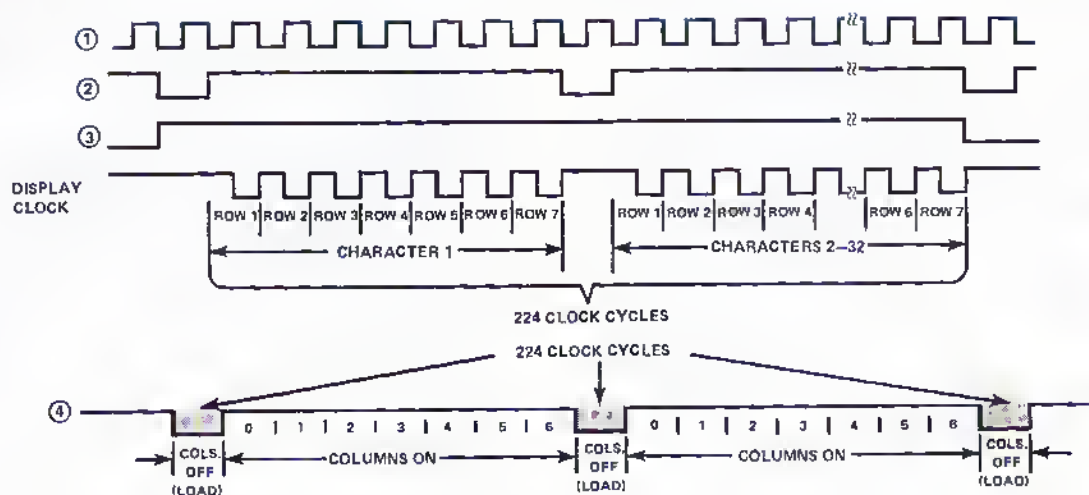 ①
②
③
DISPLAY
CLOCK
ROW 1 ROW 2 ROW 3 ROW 4 ROW 5 ROW 6 ROW 7 ROW 1 ROW 2 ROW 3 ROW 4 ROW 6 ROW 7
CHARACTER 1 CHARACTERS 2–32
224 CLOCK CYCLES
224 CLOCK CYCLES
④
0 1 2 3 4 5 6 0 1 2 3 4 5 6
COLS. OFF (LOAD) COLUMNS ON COLS. OFF (LOAD) COLUMNS ON COLS. OFF (LOAD)